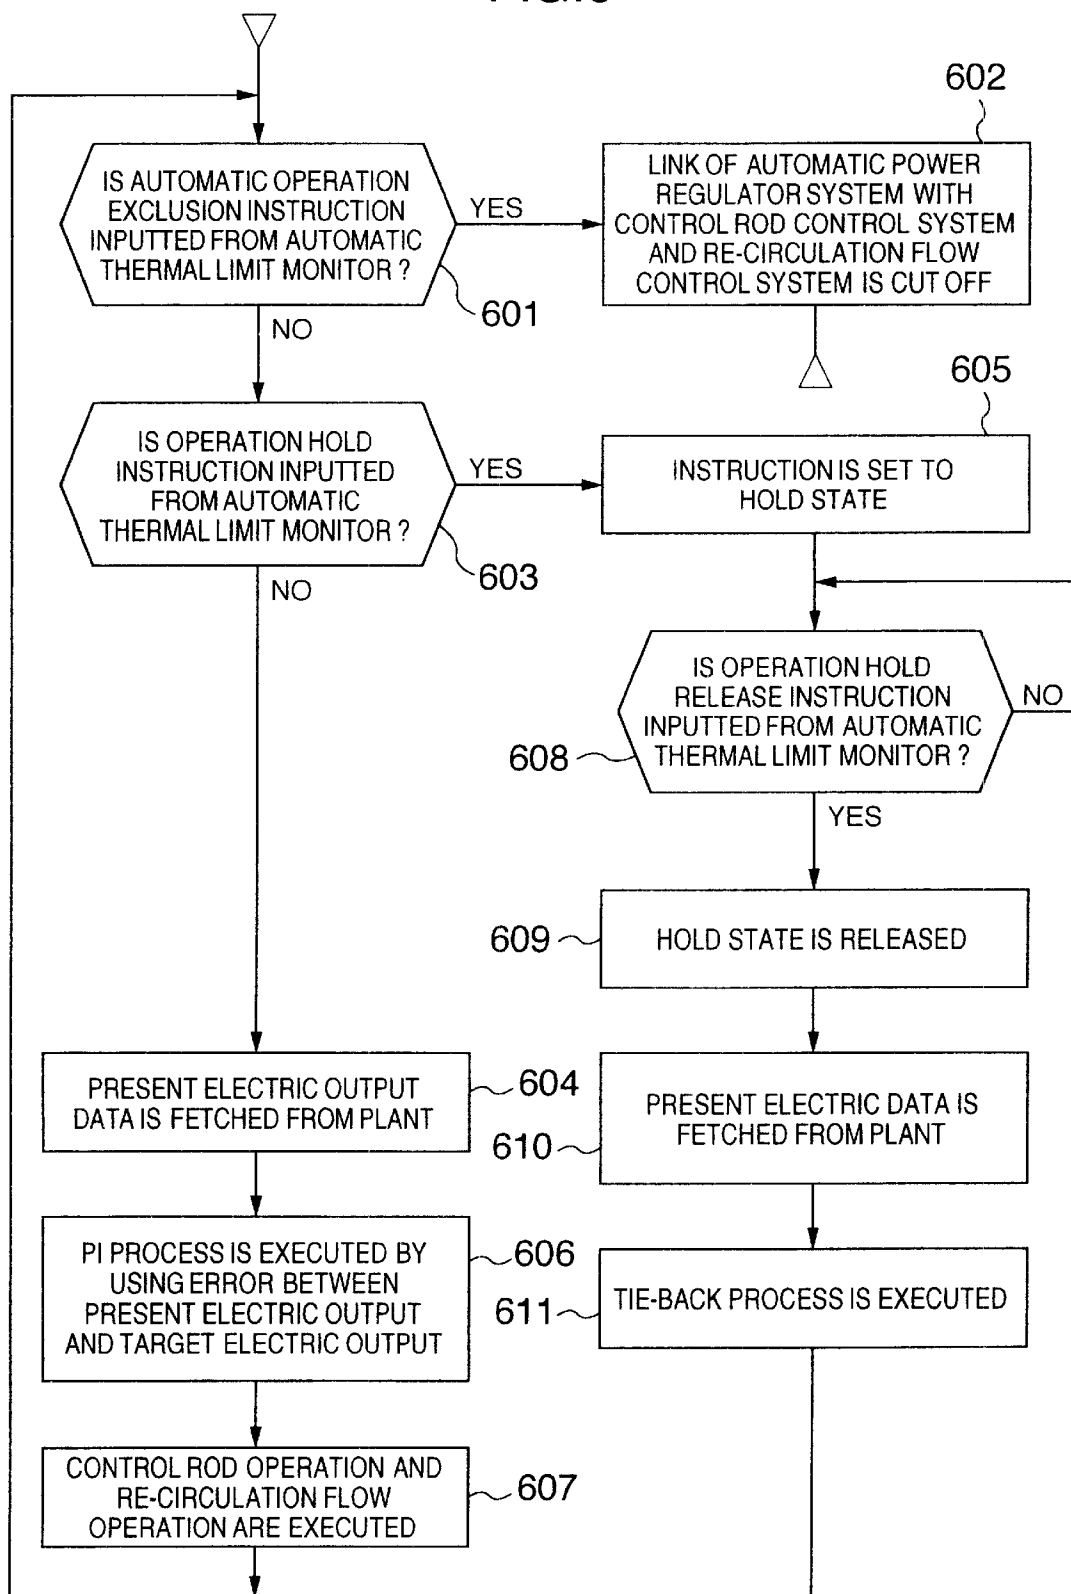 602
IS AUTOMATIC OPERATION
EXCLUSION INSTRUCTION
INPUTTED FROM AUTOMATIC
THERMAL LIMIT MONITOR ?
YES
LINK OF AUTOMATIC POWER
REGULATOR SYSTEM WITH
CONTROL ROD CONTROL SYSTEM
AND RE-CIRCULATION FLOW
CONTROL SYSTEM IS CUT OFF
601
NO
605
IS OPERATION HOLD
INSTRUCTION INPUTTED
FROM AUTOMATIC
THERMAL LIMIT MONITOR ?
YES
INSTRUCTION IS SET TO
HOLD STATE
603
NO
IS OPERATION HOLD
RELEASE INSTRUCTION
INPUTTED FROM AUTOMATIC
THERMAL LIMIT MONITOR ?
NO
608
YES
609
HOLD STATE IS RELEASED
PRESENT ELECTRIC OUTPUT
DATA IS FETCHED FROM PLANT
604
PRESENT ELECTRIC DATA IS
FETCHED FROM PLANT
610
PI PROCESS IS EXECUTED BY
USING ERROR BETWEEN
PRESENT ELECTRIC OUTPUT
AND TARGET ELECTRIC OUTPUT
606
TIE-BACK PROCESS IS EXECUTED
611
CONTROL ROD OPERATION AND
RE-CIRCULATION FLOW
OPERATION ARE EXECUTED
607